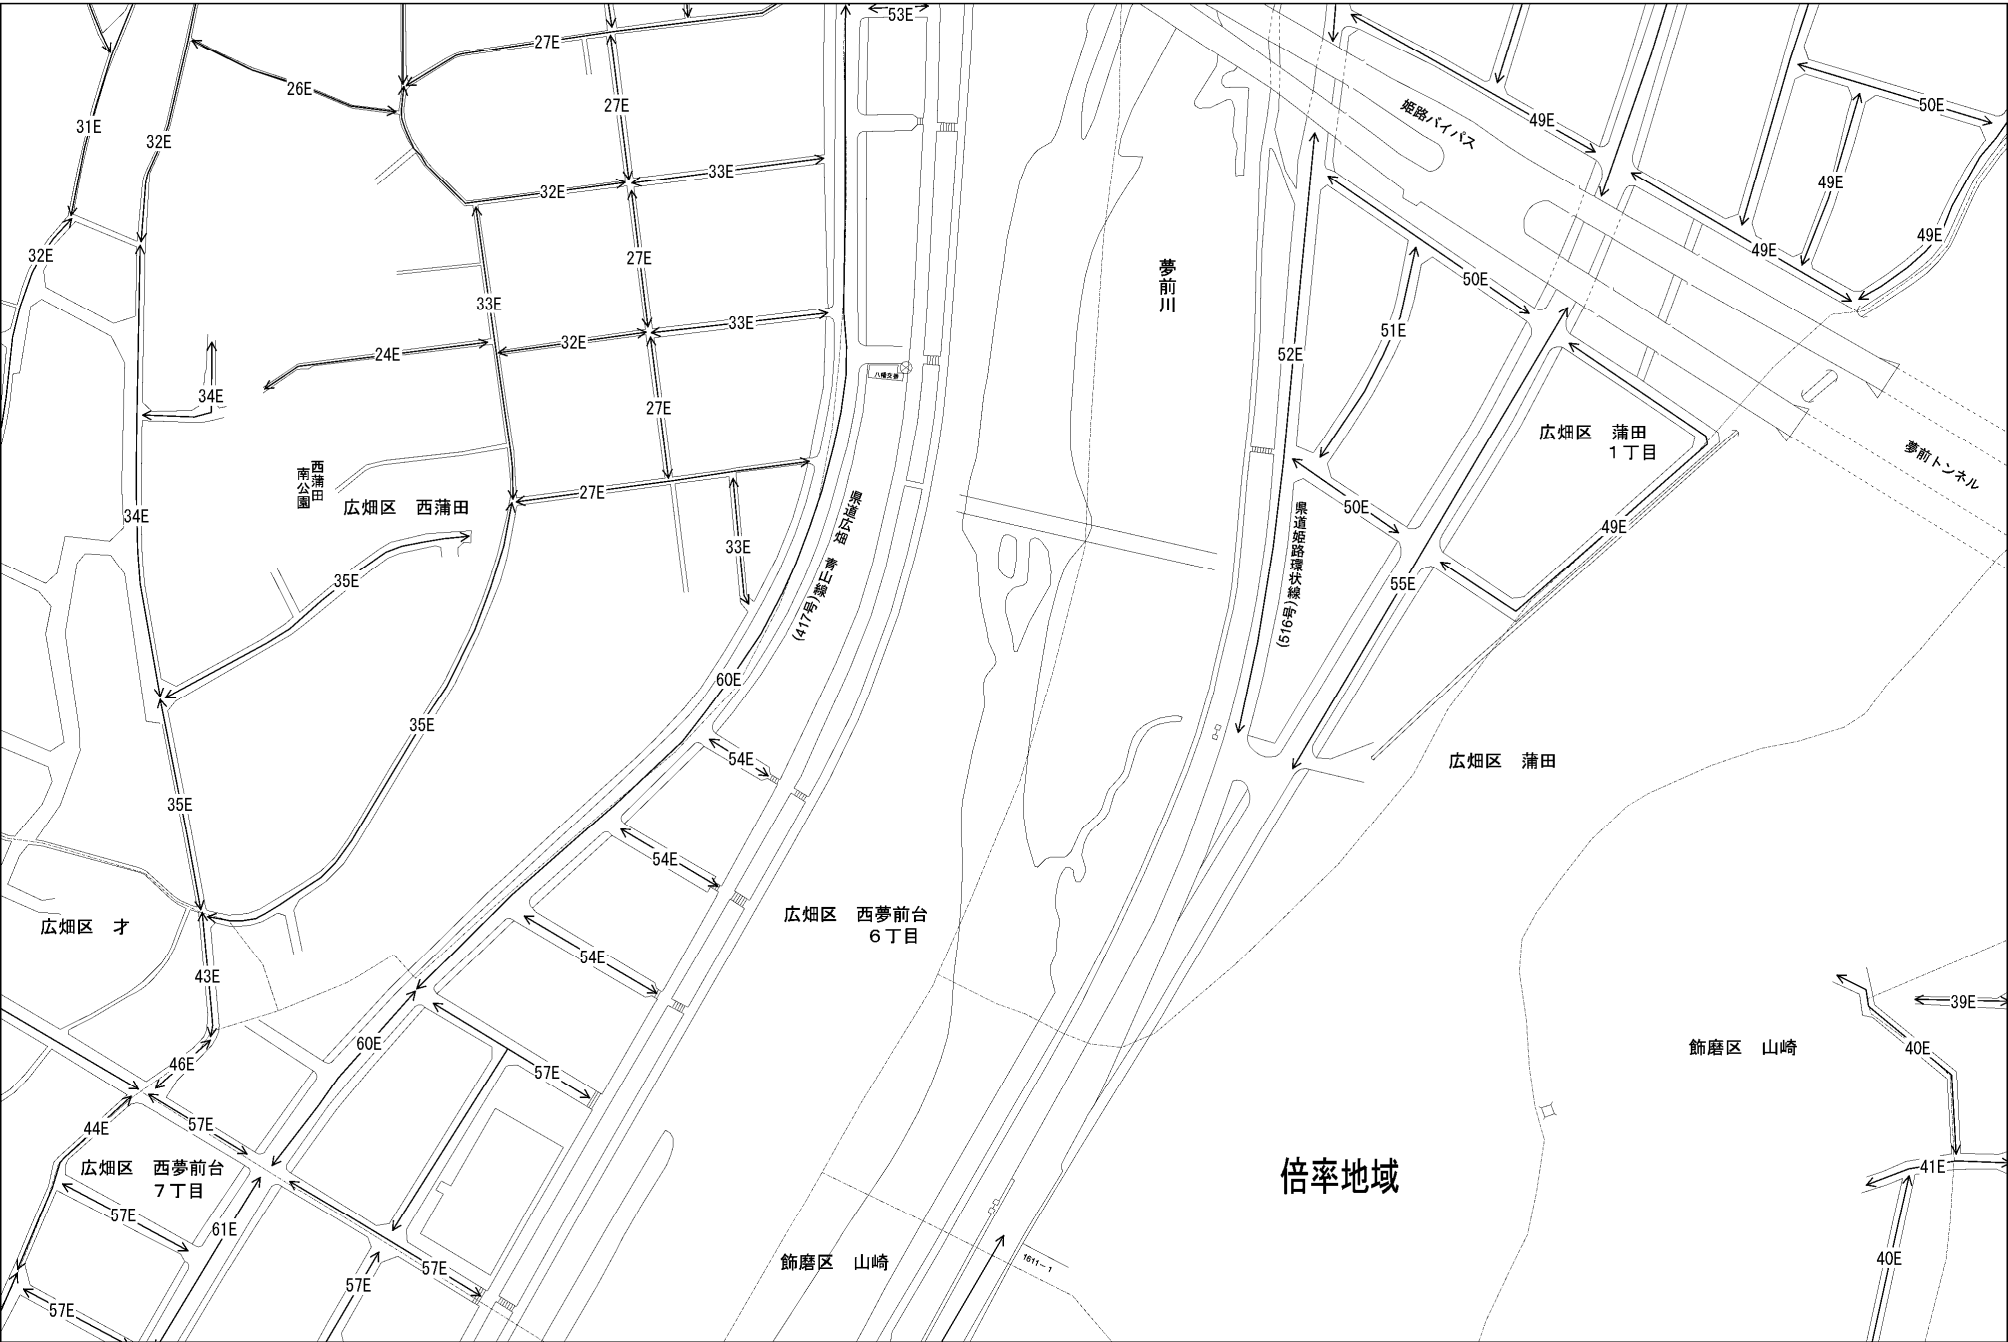 53E
27E
26E
31E
32E
27E
49E
50E
姫路バイパス
33E
32E
49E
32E
27E
夢前川
49E
49E
50E
33E
51E
33E
32E
24E
52E
八幡交番
34E
27E
広畑区 蒲田
1丁目
夢前トンネル
西蒲田
南公園
広畑区 西蒲田
27E
34E
県道広畑 青山線
(417号)
県道姫路環状線
(516号)
50E
49E
33E
35E
55E
60E
35E
54E
広畑区 蒲田
35E
54E
広畑区 西夢前台
6丁目
広畑区 才
54E
43E
39E
60E
46E
飾磨区 山崎
40E
57E
57E
44E
広畑区 西夢前台
7丁目
倍率地域
41E
57E
61E
飾磨区 山崎
1611-1
57E
57E
40E
57E